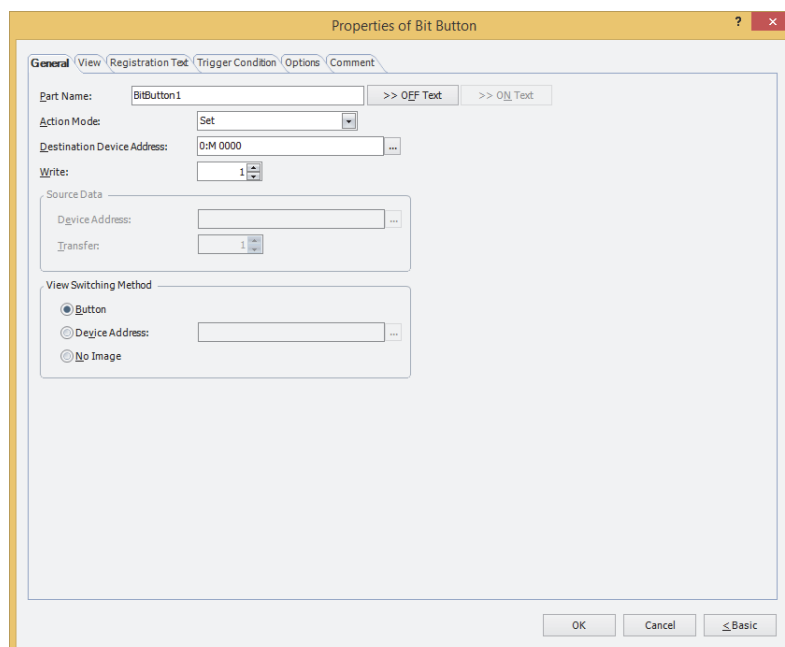 Properties of Bit Button
?
General View Registration Text Trigger Condition Options Comment
Part Name: BitButton1 >> OFF Text >> ON Text
Action Mode: Set
Destination Device Address: 0:M 0000 ...
Write: 1
Source Data
Device Address: ...
Transfer: 1
View Switching Method
Button
Device Address: ...
No Image
OK Cancel < Basic